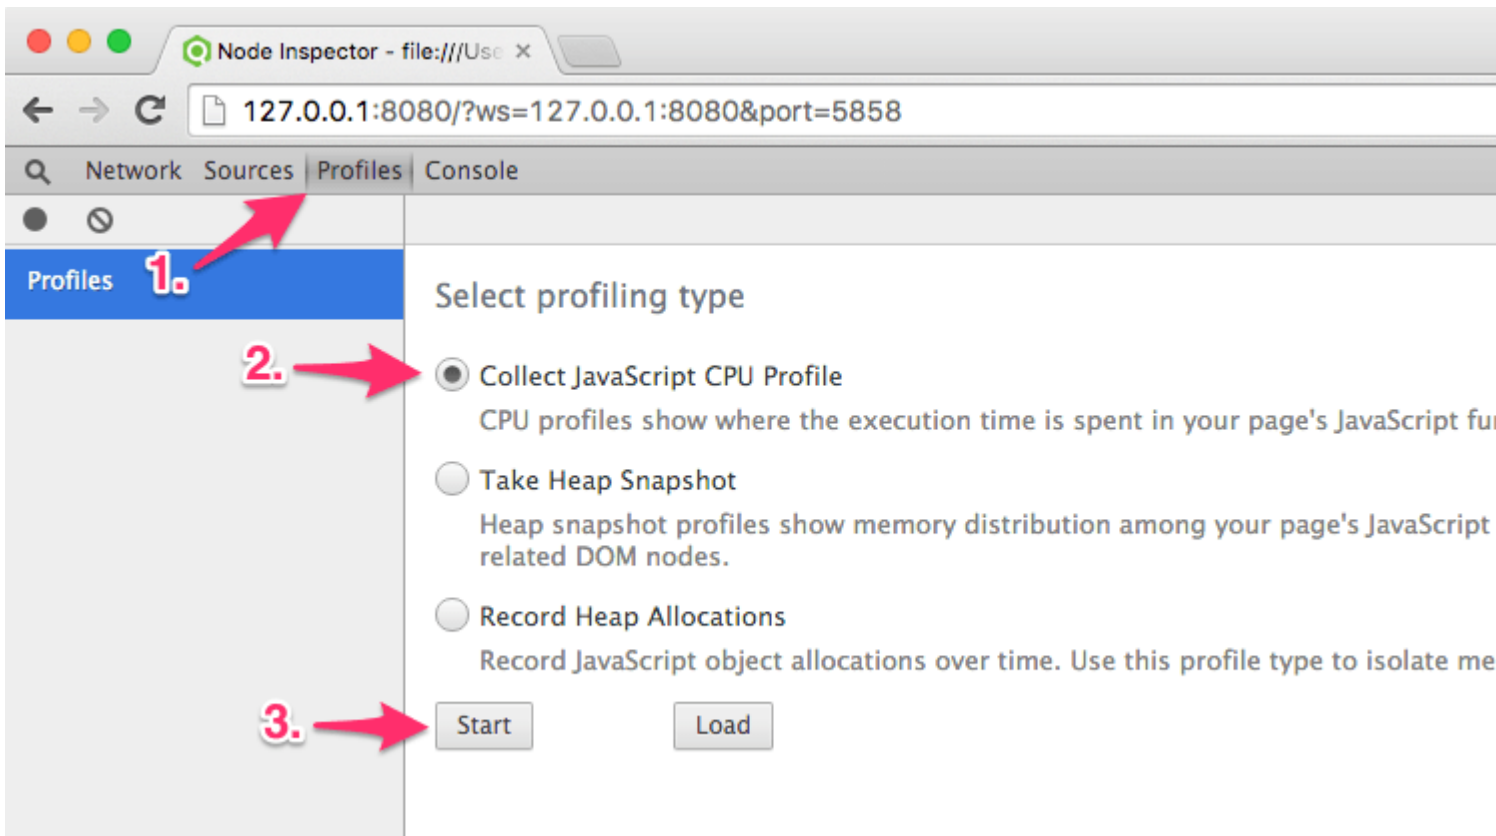 Node Inspector - file:///Use
127.0.0.1:8080/?ws=127.0.0.1:8080&port=5858
Network Sources Profiles Console
Profiles 1.
Select profiling type
2. Collect JavaScript CPU Profile
CPU profiles show where the execution time is spent in your page's JavaScript fu
Take Heap Snapshot
Heap snapshot profiles show memory distribution among your page's JavaScript
related DOM nodes.
Record Heap Allocations
Record JavaScript object allocations over time. Use this profile type to isolate me
3. Start Load